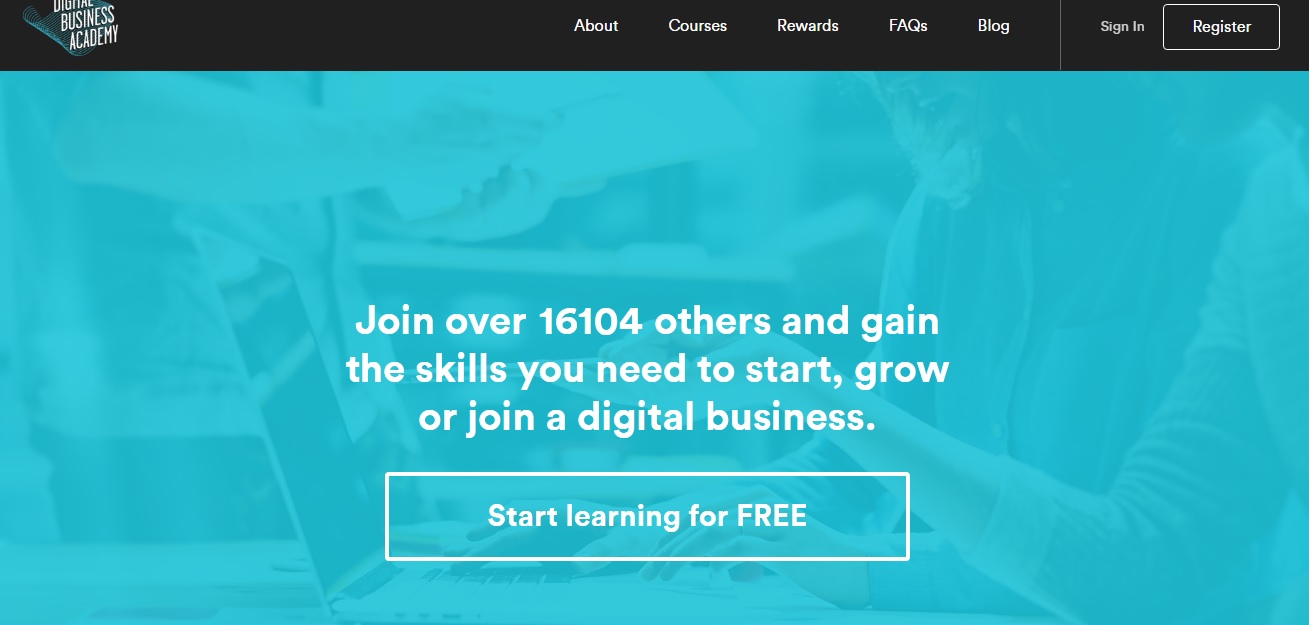 DIGITAL
BUSINESS
ACADEMY
About Courses Rewards FAQs Blog Sign In Register
Join over 16104 others and gain
the skills you need to start, grow
or join a digital business.
Start learning for FREE